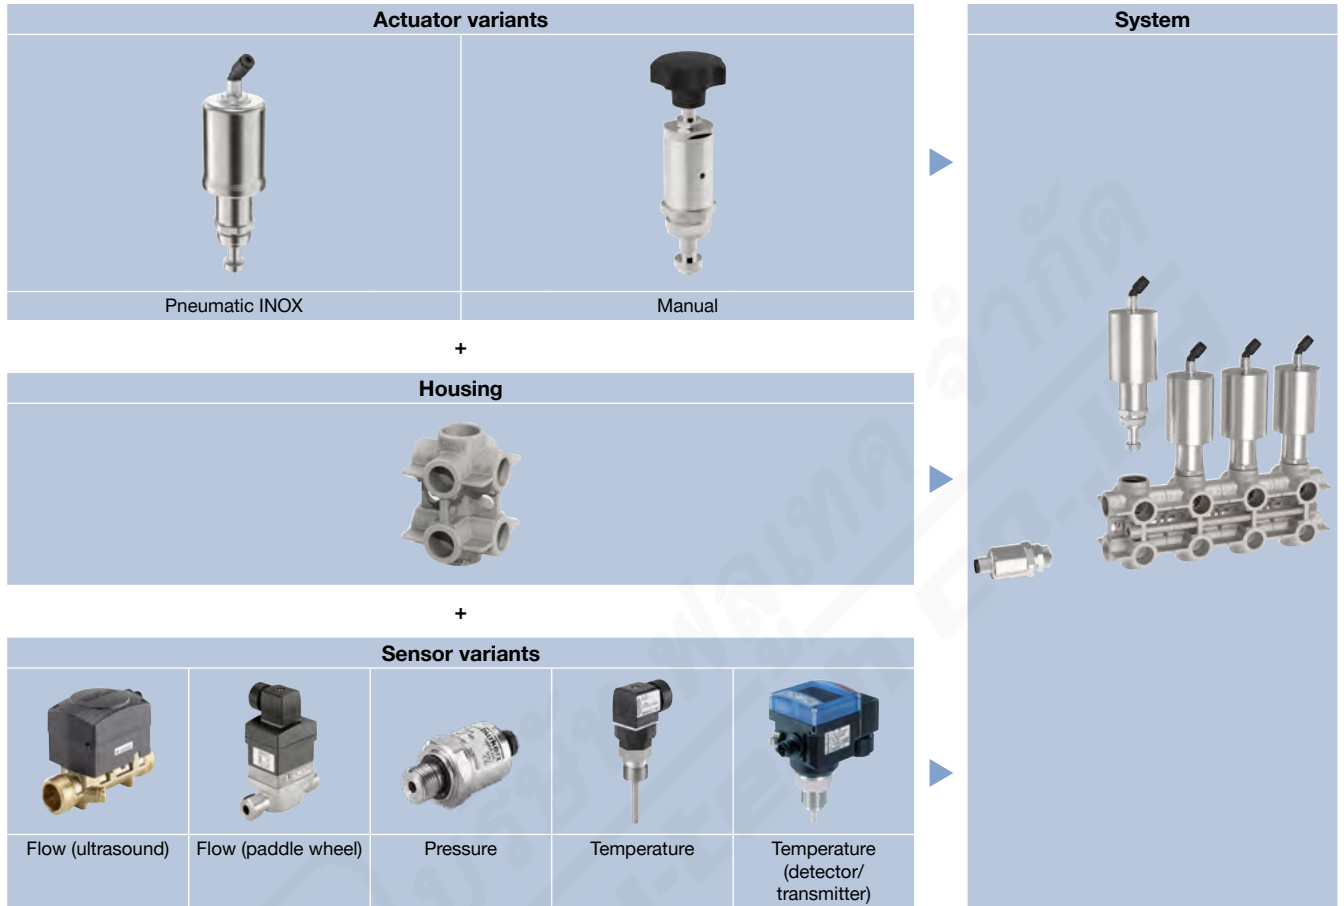 Actuator variants
System
Pneumatic INOX
Manual
+
Housing
+
Sensor variants
Flow (ultrasound)
Flow (paddle wheel)
Pressure
Temperature
Temperature
(detector/
transmitter)